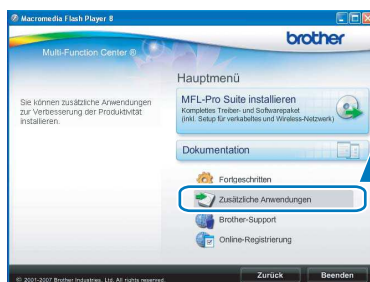 Macromedia Flash Player 8
brother
Multi-Function Center ®
Hauptmenü
Sie können zusätzliche Anwendungen
zur Verbesserung der Produktivität
installieren.
MFL-Pro Suite installieren
Komplettes Treiber- und Softwarepaket
(inkl. Setup für verkabeltes und Wireless-Netzwerk)
Dokumentation
Fortgeschritten
Zusätzliche Anwendungen
Brother-Support
Online-Registrierung
© 2001-2007 Brother Industries, Ltd. All rights reserved.
Zurück
Beenden